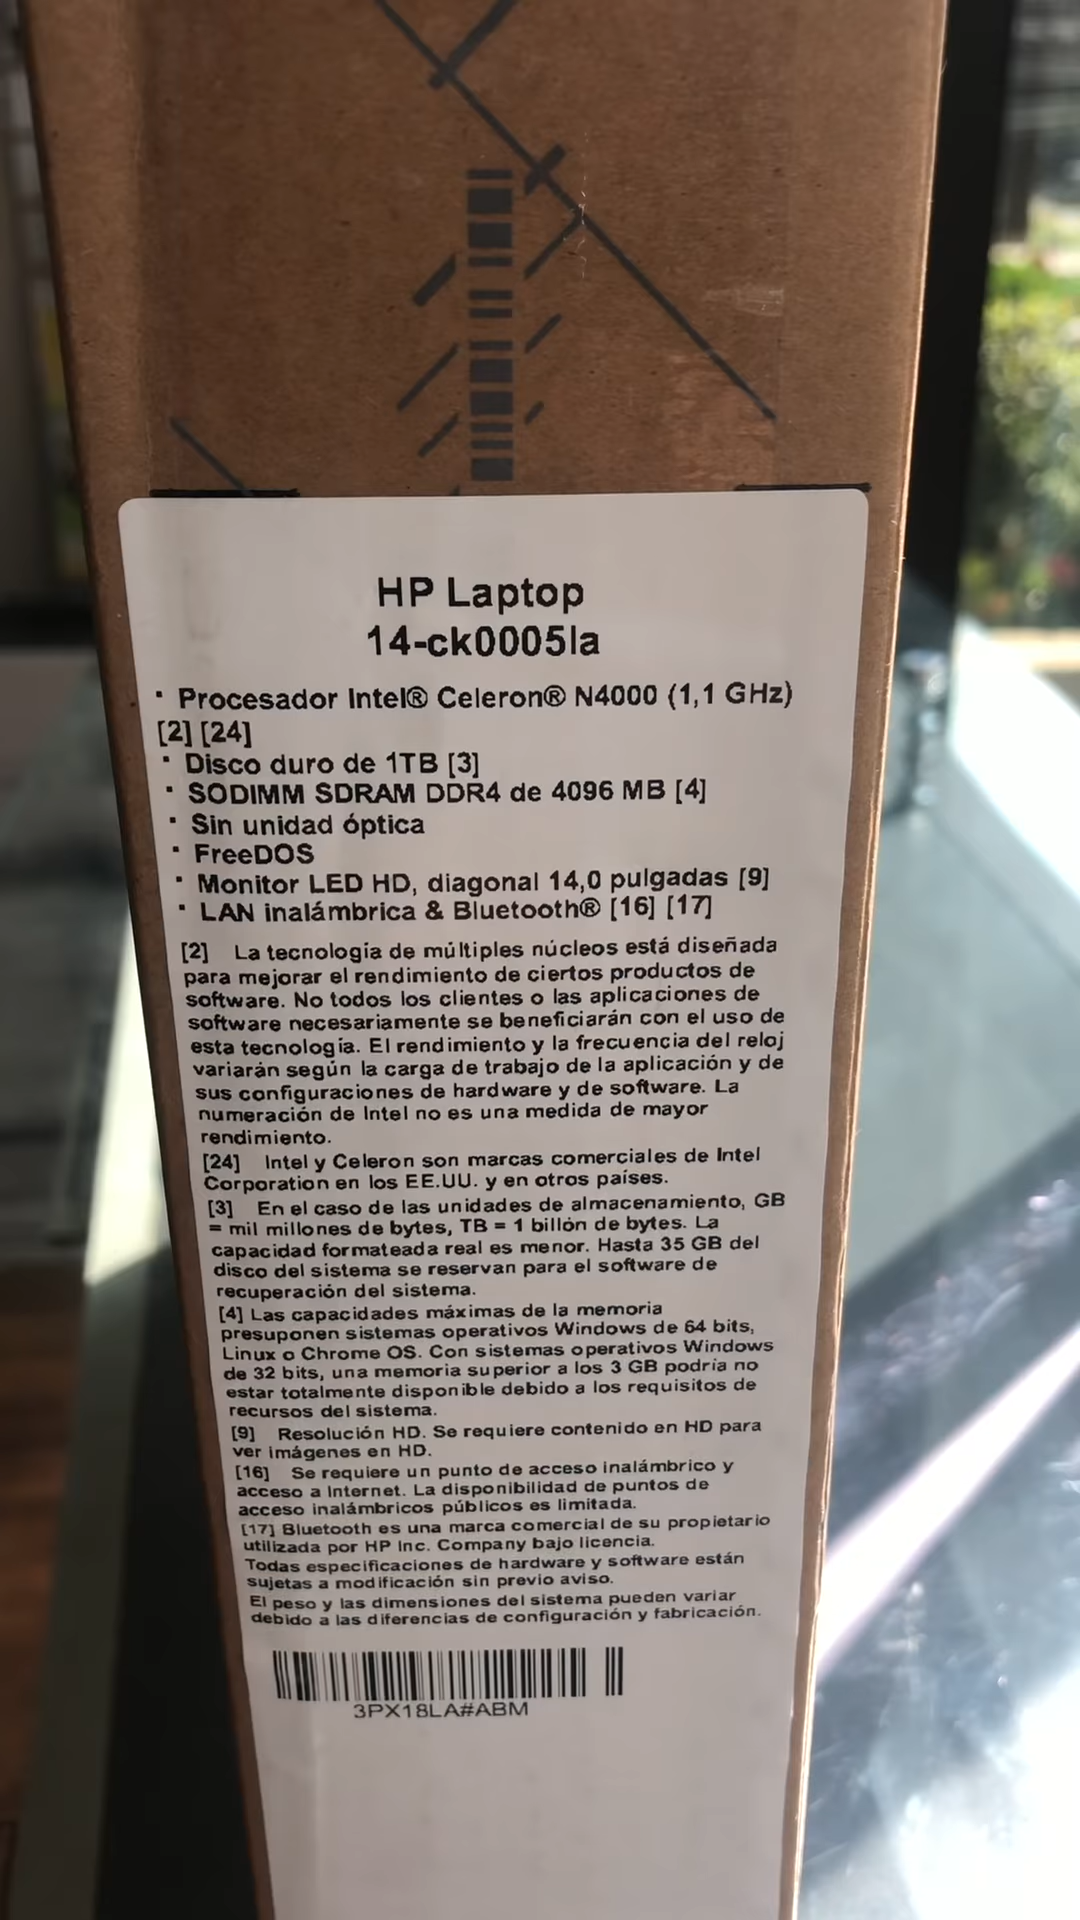 HP Laptop
14-ck0005la
· Procesador Intel® Celeron® N4000 (1,1 GHz)
[2] [24]
· Disco duro de 1TB [3]
· SODIMM SDRAM DDR4 de 4096 MB [4]
· Sin unidad óptica
· FreeDOS
· Monitor LED HD, diagonal 14,0 pulgadas [9]
· LAN inalámbrica & Bluetooth® [16] [17]
[2] La tecnología de múltiples núcleos está diseñada
para mejorar el rendimiento de ciertos productos de
software. No todos los clientes o las aplicaciones de
software necesariamente se beneficiarán con el uso de
esta tecnología. El rendimiento y la frecuencia del reloj
variarán según la carga de trabajo de la aplicación y de
sus configuraciones de hardware y de software. La
numeración de Intel no es una medida de mayor
rendimiento.
[24] Intel y Celeron son marcas comerciales de Intel
Corporation en los EE.UU. y en otros países.
[3] En el caso de las unidades de almacenamiento, GB
= mil millones de bytes, TB = 1 billón de bytes. La
capacidad formateada real es menor. Hasta 35 GB del
disco del sistema se reservan para el software de
recuperación del sistema.
[4] Las capacidades máximas de la memoria
presuponen sistemas operativos Windows de 64 bits,
Linux o Chrome OS. Con sistemas operativos Windows
de 32 bits, una memoria superior a los 3 GB podría no
estar totalmente disponible debido a los requisitos de
recursos del sistema.
[9] Resolución HD. Se requiere contenido en HD para
ver imágenes en HD.
[16] Se requiere un punto de acceso inalámbrico y
acceso a Internet. La disponibilidad de puntos de
acceso inalámbricos públicos es limitada.
[17] Bluetooth es una marca comercial de su propietario
utilizada por HP Inc. Company bajo licencia.
Todas especificaciones de hardware y software están
sujetas a modificación sin previo aviso.
El peso y las dimensiones del sistema pueden variar
debido a las diferencias de configuración y fabricación.
3PX18LA#ABM